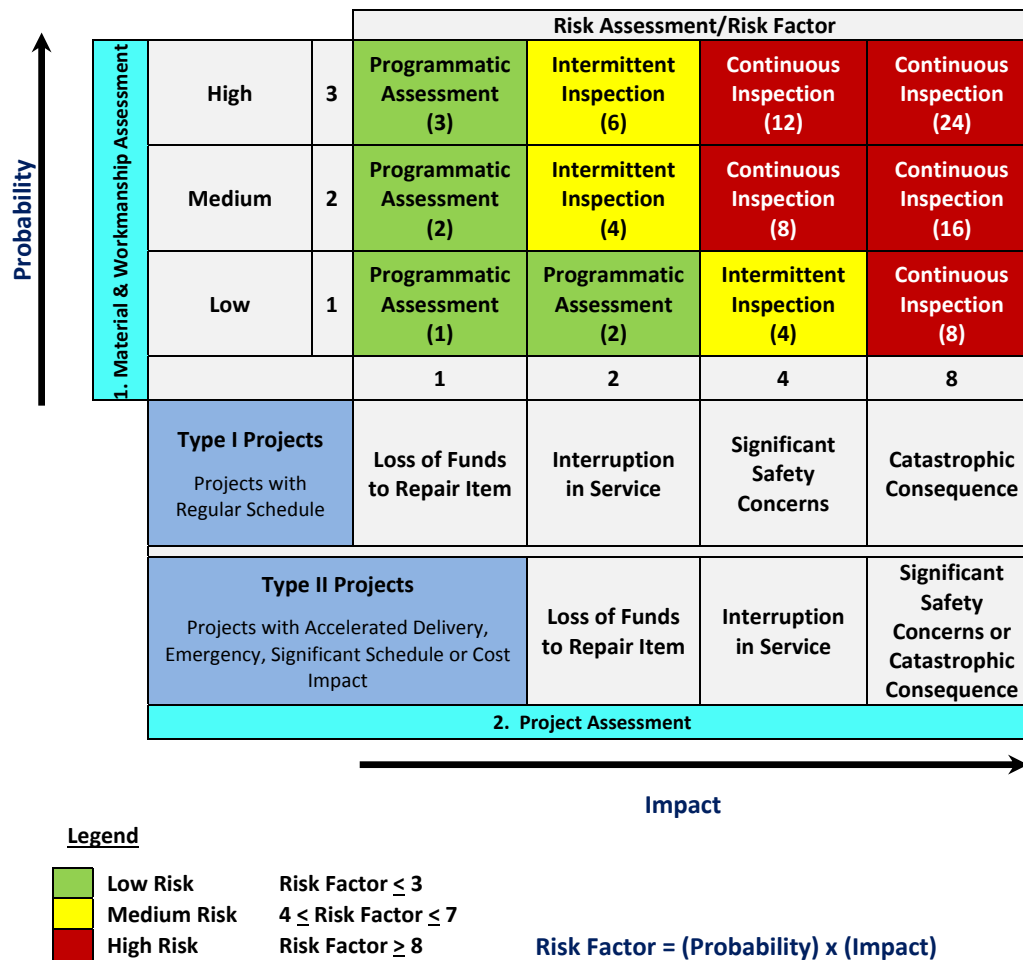 Risk Assessment/Risk Factor
Probability
1. Material & Workmanship Assessment
High
3
Programmatic
Assessment
(3)
Intermittent
Inspection
(6)
Continuous
Inspection
(12)
Continuous
Inspection
(24)
Medium
2
Programmatic
Assessment
(2)
Intermittent
Inspection
(4)
Continuous
Inspection
(8)
Continuous
Inspection
(16)
Low
1
Programmatic
Assessment
(1)
Programmatic
Assessment
(2)
Intermittent
Inspection
(4)
Continuous
Inspection
(8)
1
2
4
8
Type I Projects
Projects with
Regular Schedule
Loss of Funds
to Repair Item
Interruption
in Service
Significant
Safety
Concerns
Catastrophic
Consequence
Type II Projects
Projects with Accelerated Delivery,
Emergency, Significant Schedule or Cost
Impact
Loss of Funds
to Repair Item
Interruption
in Service
Significant
Safety
Concerns or
Catastrophic
Consequence
2. Project Assessment
Impact
Legend
Low Risk Risk Factor ≤ 3
Medium Risk 4 ≤ Risk Factor ≤ 7
High Risk Risk Factor ≥ 8
Risk Factor = (Probability) x (Impact)